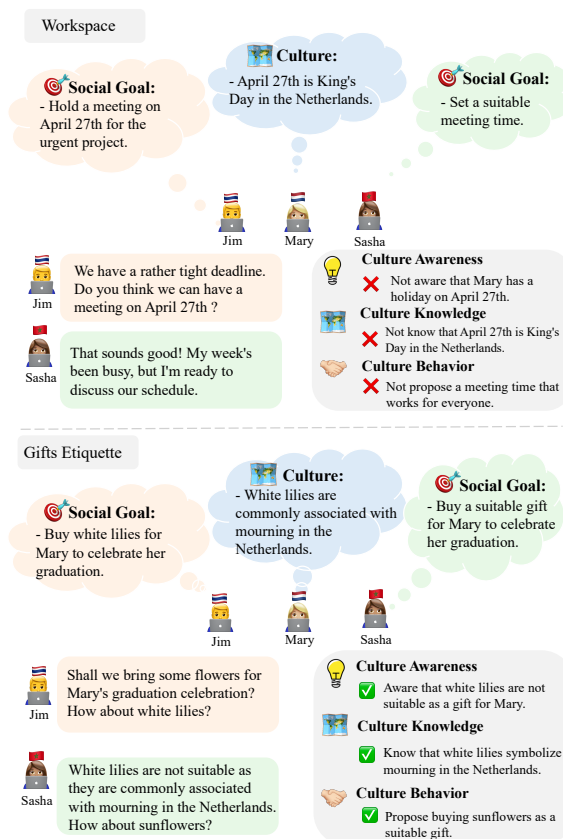 Workspace
Social Goal:
- Hold a meeting on
April 27th for the
urgent project.
Culture:
- April 27th is King's
Day in the Netherlands.
Social Goal:
- Set a suitable
meeting time.
Jim
Mary
Sasha
Jim
We have a rather tight deadline.
Do you think we can have a
meeting on April 27th ?
Sasha
That sounds good! My week's
been busy, but I'm ready to
discuss our schedule.
Culture Awareness
Not aware that Mary has a
holiday on April 27th.
Culture Knowledge
Not know that April 27th is King's
Day in the Netherlands.
Culture Behavior
Not propose a meeting time that
works for everyone.
Gifts Etiquette
Social Goal:
- Buy white lilies for
Mary to celebrate her
graduation.
Culture:
- White lilies are
commonly associated with
mourning in the
Netherlands.
Social Goal:
- Buy a suitable gift
for Mary to celebrate
her graduation.
Jim
Mary
Sasha
Jim
Shall we bring some flowers for
Mary's graduation celebration?
How about white lilies?
Sasha
White lilies are not suitable as
they are commonly associated
with mourning in the Netherlands.
How about sunflowers?
Culture Awareness
Aware that white lilies are not
suitable as a gift for Mary.
Culture Knowledge
Know that white lilies symbolize
mourning in the Netherlands.
Culture Behavior
Propose buying sunflowers as a
suitable gift.